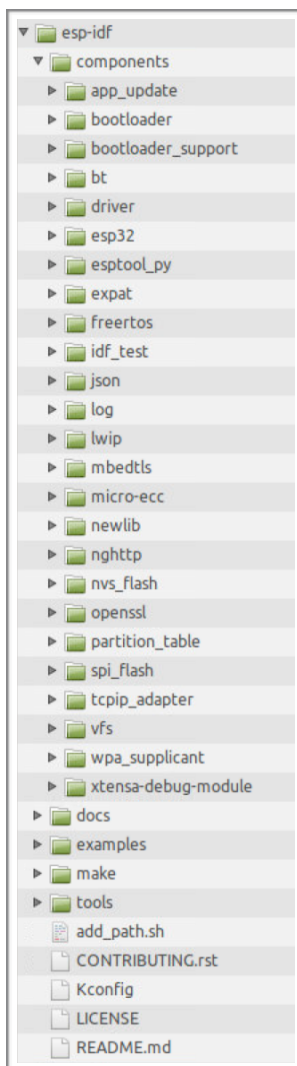 esp-idf
components
app_update
bootloader
bootloader_support
bt
driver
esp32
esptool_py
expat
freertos
idf_test
json
log
lwip
mbedtls
micro-ecc
newlib
nghttp
nvs_flash
openssl
partition_table
spi_flash
tcpip_adapter
vfs
wpa_supplicant
xtensa-debug-module
docs
examples
make
tools
add_path.sh
CONTRIBUTING.rst
Kconfig
LICENSE
README.md